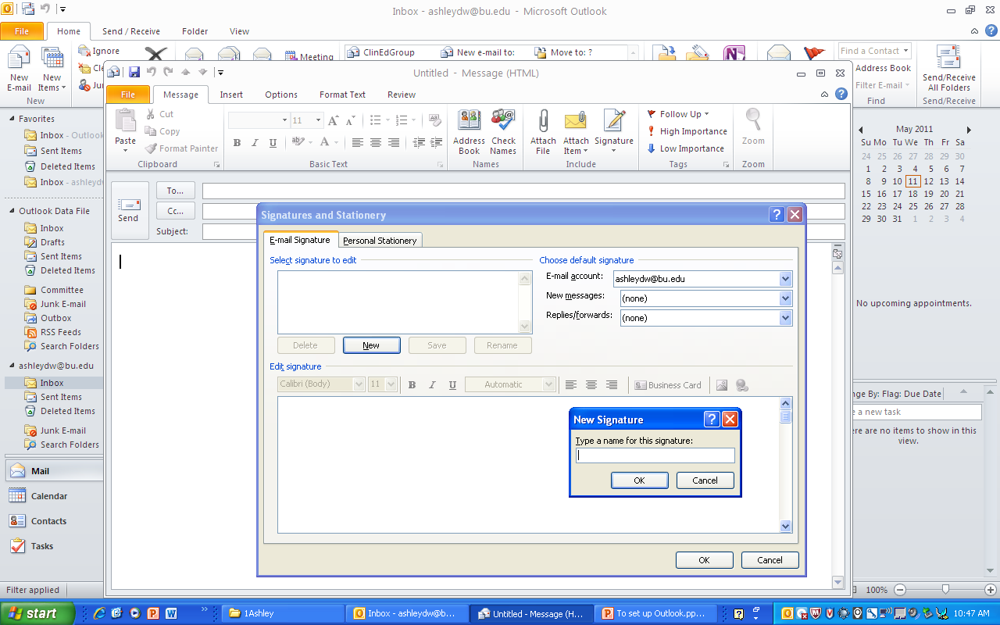 Inbox - ashleydw@bu.edu - Microsoft Outlook
File Home Send / Receive Folder View
New E-mail
New Items
New
Ignore
Meeting
ClinEdGroup
New e-mail to:
Move to: ?
Find a Contact
Address Book
Filter E-mail
Find
Send/Receive
All Folders
Send/Receive
Untitled - Message (HTML)
File Message Insert Options Format Text Review
Paste
Cut
Copy
Format Painter
Clipboard
11
B I U
Basic Text
Address Book
Check Names
Names
Attach File
Attach Item
Signature
Include
Follow Up
High Importance
Low Importance
Tags
Zoom
Zoom
Send
To...
Cc...
Subject:
Favorites
Inbox - Outlook
Sent Items
Deleted Items
Inbox - ashleydw
Outlook Data File
Inbox
Drafts
Sent Items
Deleted Items
Committee
Junk E-mail
Outbox
RSS Feeds
Search Folders
ashleydw@bu.edu
Inbox
Sent Items
Deleted Items
Junk E-mail
Search Folders
Mail
Calendar
Contacts
Tasks
Filter applied
Signatures and Stationery
E-mail Signature Personal Stationery
Select signature to edit
Delete New Save Rename
Choose default signature
E-mail account: ashleydw@bu.edu
New messages: (none)
Replies/forwards: (none)
Edit signature
Calibri (Body) 11 B I U Automatic Business Card
New Signature
Type a name for this signature:
OK Cancel
OK Cancel
May 2011
Su Mo Tu We Th Fr Sa
24 25 26 27 28 29 30
1 2 3 4 5 6 7
8 9 10 11 12 13 14
15 16 17 18 19 20 21
22 23 24 25 26 27 28
29 30 31 1 2 3 4
No upcoming appointments.
nge By: Flag: Due Date
e a new task
ere are no items to show in this
view.
100%
start
1Ashley
Inbox - ashleydw@b...
Untitled - Message (H...
To set up Outlook.pp...
10:47 AM